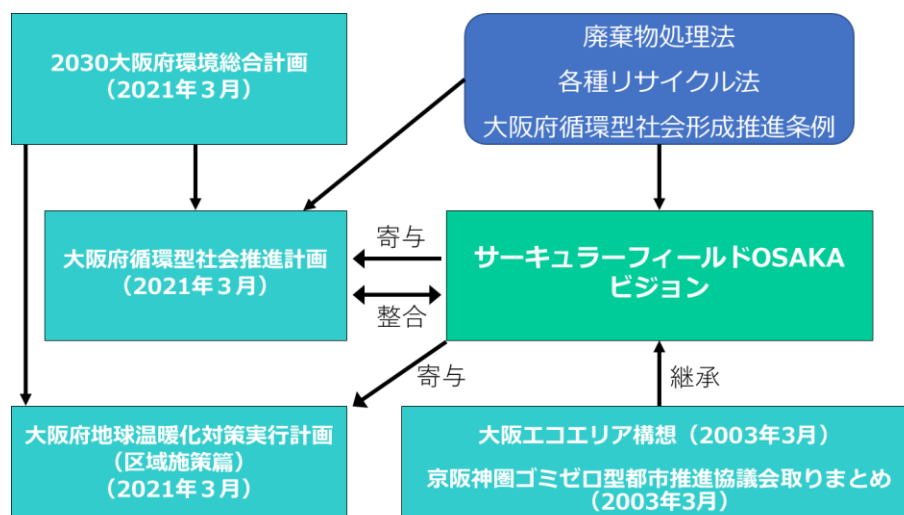 2030大阪府環境総合計画
（2021年３月）
廃棄物処理法
各種リサイクル法
大阪府循環型社会形成推進条例
大阪府循環型社会推進計画
（2021年３月）
寄与
整合
サーキュラーフィールドOSAKA
ビジョン
寄与
継承
大阪府地球温暖化対策実行計画
（区域施策篇）
（2021年３月）
大阪エコエリア構想（2003年3月）
京阪神圏ゴミゼロ型都市推進協議会取りまとめ
（2003年3月）